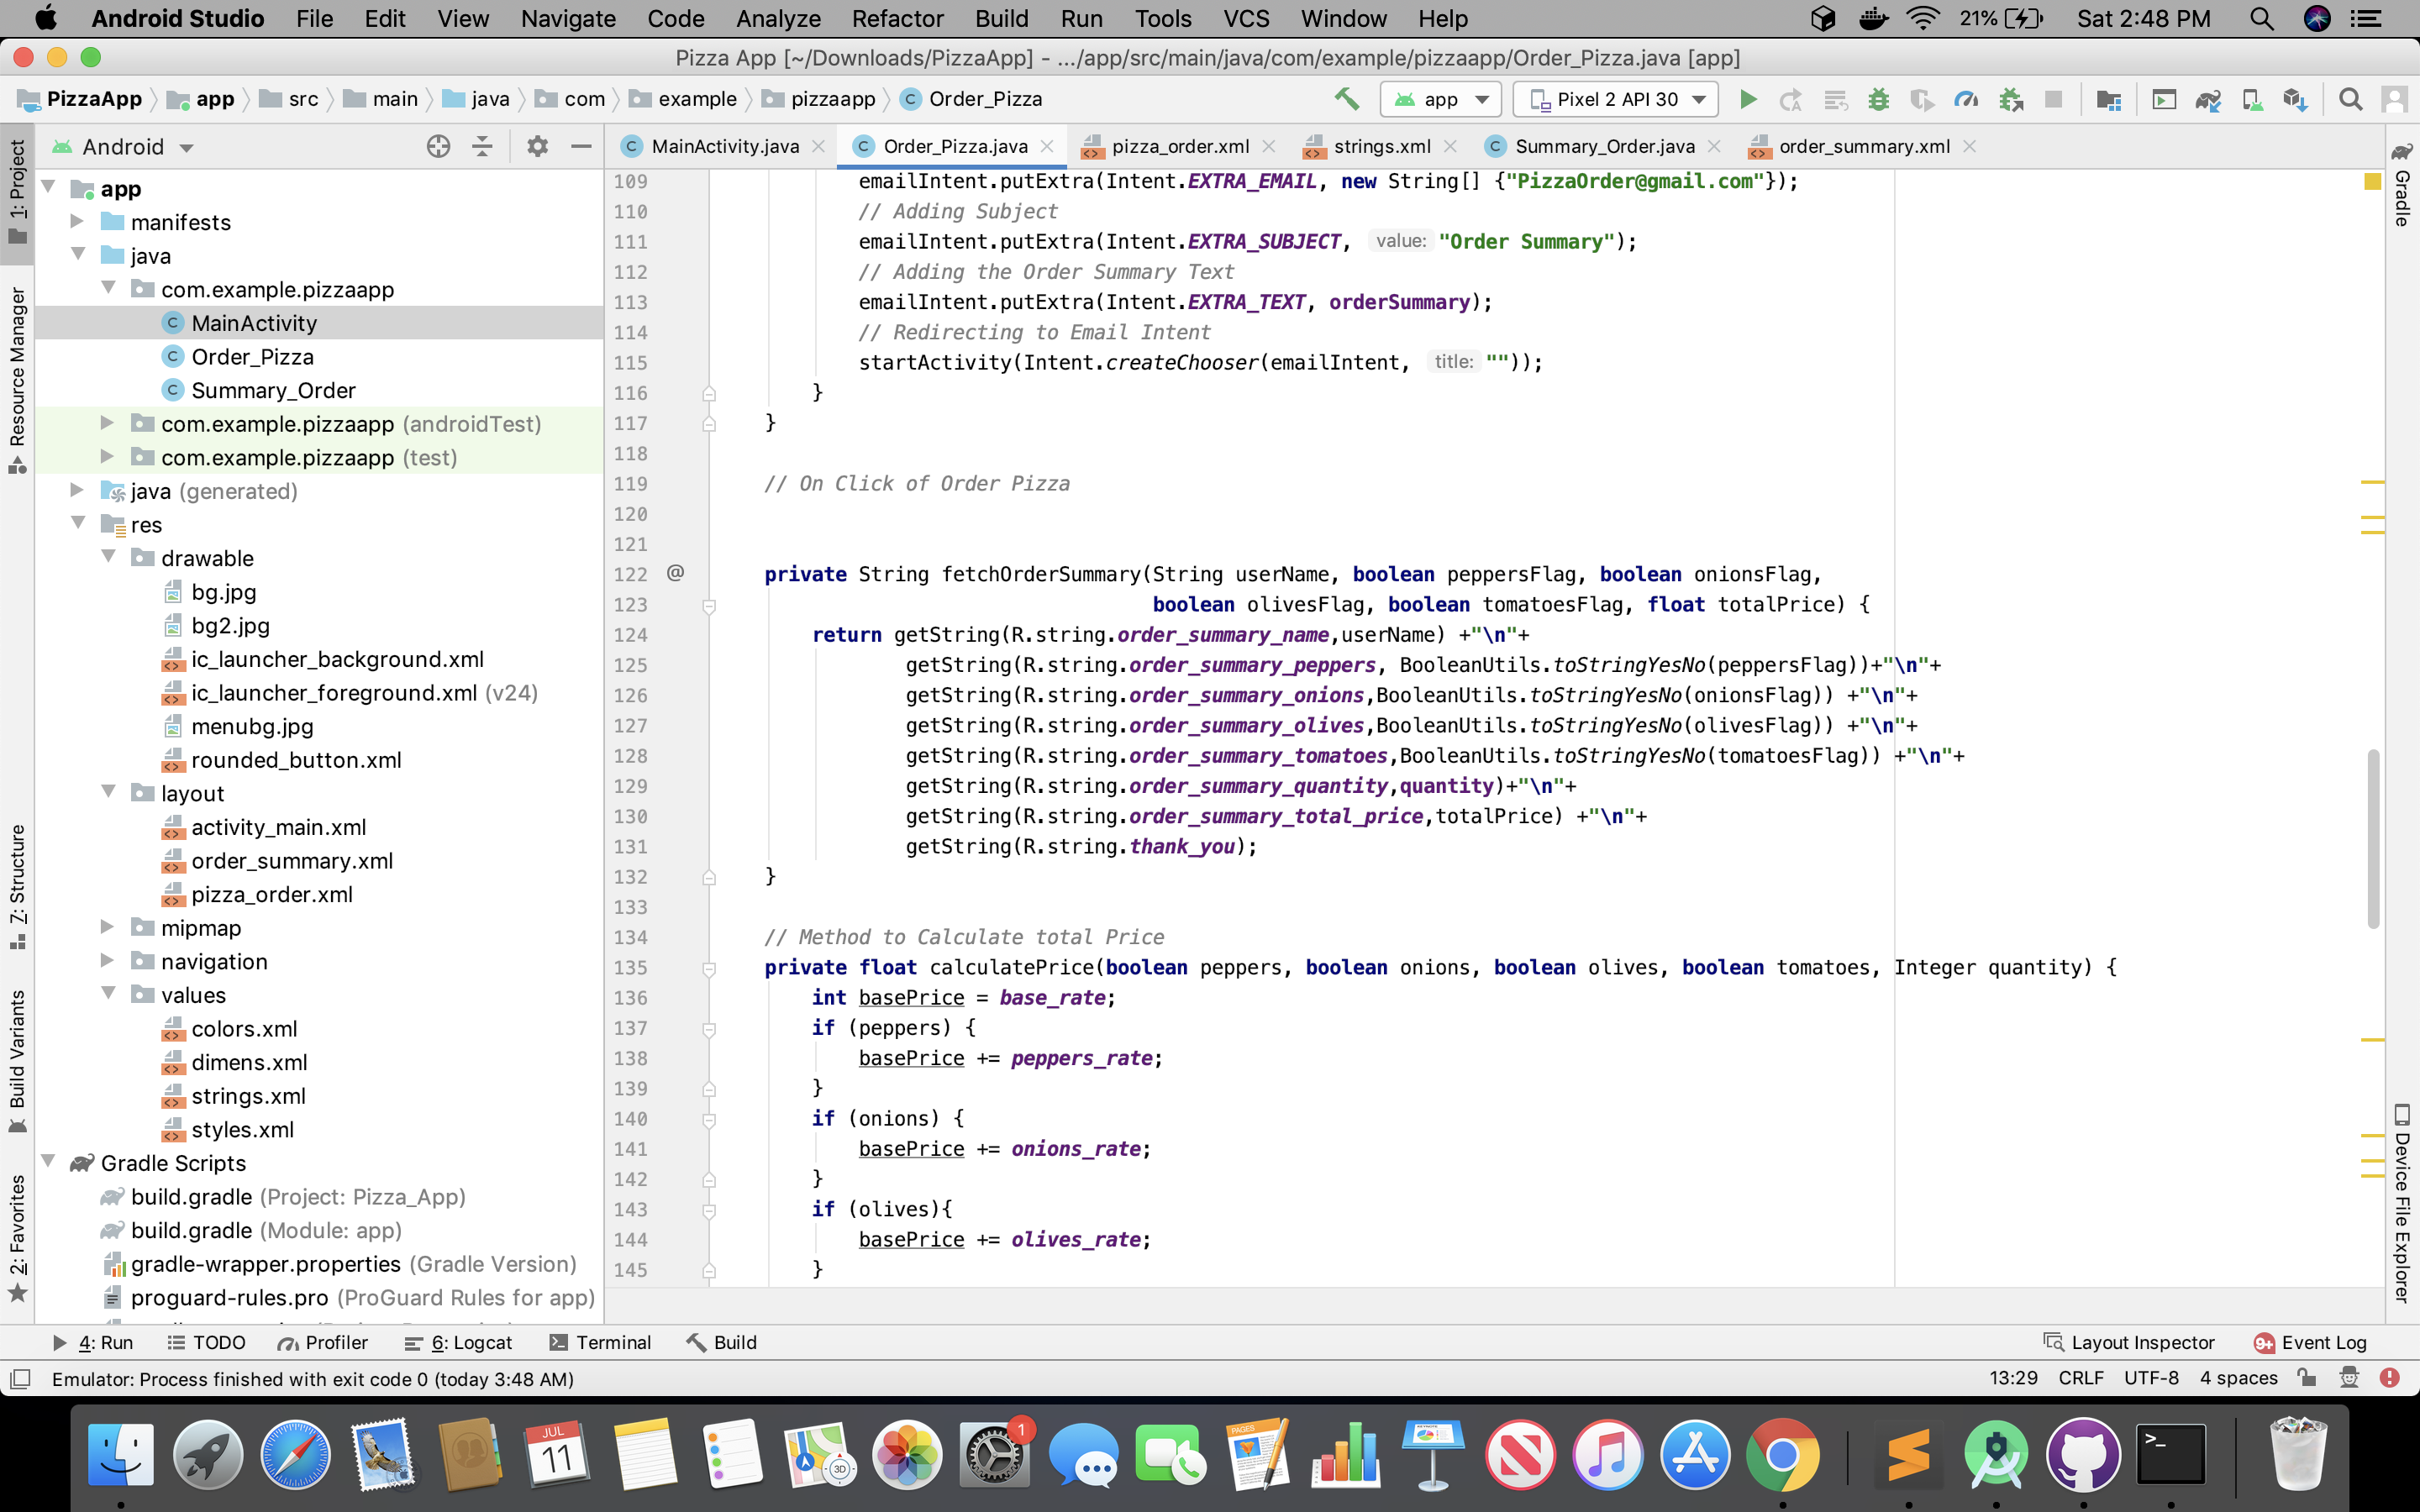 Android Studio File Edit View Navigate Code Analyze Refactor Build Run Tools VCS Window Help 21% Sat 2:48 PM
Pizza App [~/Downloads/PizzaApp] - .../app/src/main/java/com/example/pizzaapp/Order_Pizza.java [app]
PizzaApp app src main java com example pizzaapp Order_Pizza app Pixel 2 API 30
Android
MainActivity.java Order_Pizza.java pizza_order.xml strings.xml Summary_Order.java order_summary.xml
1: Project
Resource Manager
7: Structure
Build Variants
2: Favorites
app
manifests
java
com.example.pizzaapp
MainActivity
Order_Pizza
Summary_Order
com.example.pizzaapp (androidTest)
com.example.pizzaapp (test)
java (generated)
res
drawable
bg.jpg
bg2.jpg
ic_launcher_background.xml
ic_launcher_foreground.xml (v24)
menubg.jpg
rounded_button.xml
layout
activity_main.xml
order_summary.xml
pizza_order.xml
mipmap
navigation
values
colors.xml
dimens.xml
strings.xml
styles.xml
Gradle Scripts
build.gradle (Project: Pizza_App)
build.gradle (Module: app)
gradle-wrapper.properties (Gradle Version)
proguard-rules.pro (ProGuard Rules for app)
109 emailIntent.putExtra(Intent.EXTRA_EMAIL, new String[] {"PizzaOrder@gmail.com"});
110 // Adding Subject
111 emailIntent.putExtra(Intent.EXTRA_SUBJECT, value: "Order Summary");
112 // Adding the Order Summary Text
113 emailIntent.putExtra(Intent.EXTRA_TEXT, orderSummary);
114 // Redirecting to Email Intent
115 startActivity(Intent.createChooser(emailIntent, title: ""));
116 }
117 }
118
119 // On Click of Order Pizza
120
121
122 @ private String fetchOrderSummary(String userName, boolean peppersFlag, boolean onionsFlag,
123 boolean olivesFlag, boolean tomatoesFlag, float totalPrice) {
124 return getString(R.string.order_summary_name,userName) +"\n"+
125 getString(R.string.order_summary_peppers, BooleanUtils.toStringYesNo(peppersFlag))+"\n"+
126 getString(R.string.order_summary_onions,BooleanUtils.toStringYesNo(onionsFlag)) +"\n"+
127 getString(R.string.order_summary_olives,BooleanUtils.toStringYesNo(olivesFlag)) +"\n"+
128 getString(R.string.order_summary_tomatoes,BooleanUtils.toStringYesNo(tomatoesFlag)) +"\n"+
129 getString(R.string.order_summary_quantity,quantity)+"\n"+
130 getString(R.string.order_summary_total_price,totalPrice) +"\n"+
131 getString(R.string.thank_you);
132 }
133
134 // Method to Calculate total Price
135 private float calculatePrice(boolean peppers, boolean onions, boolean olives, boolean tomatoes, Integer quantity) {
136 int basePrice = base_rate;
137 if (peppers) {
138 basePrice += peppers_rate;
139 }
140 if (onions) {
141 basePrice += onions_rate;
142 }
143 if (olives){
144 basePrice += olives_rate;
145 }
Gradle
Device File Explorer
4: Run TODO Profiler 6: Logcat Terminal Build Layout Inspector 9+ Event Log
Emulator: Process finished with exit code 0 (today 3:48 AM) 13:29 CRLF UTF-8 4 spaces
JUL
11
3D
1
PAGES
>_